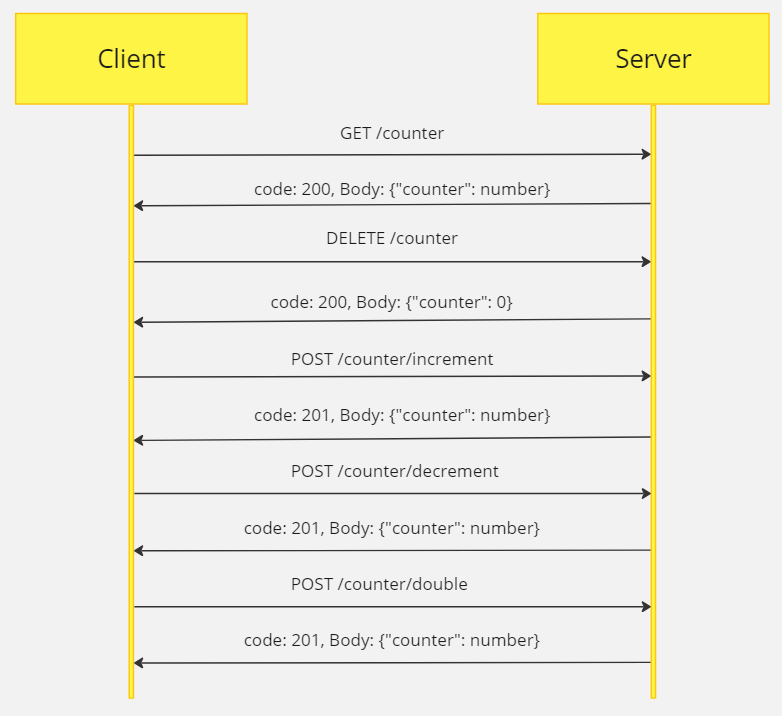 Client
Server
GET /counter
code: 200, Body: {"counter": number}
DELETE /counter
code: 200, Body: {"counter": 0}
POST /counter/increment
code: 201, Body: {"counter": number}
POST /counter/decrement
code: 201, Body: {"counter": number}
POST /counter/double
code: 201, Body: {"counter": number}